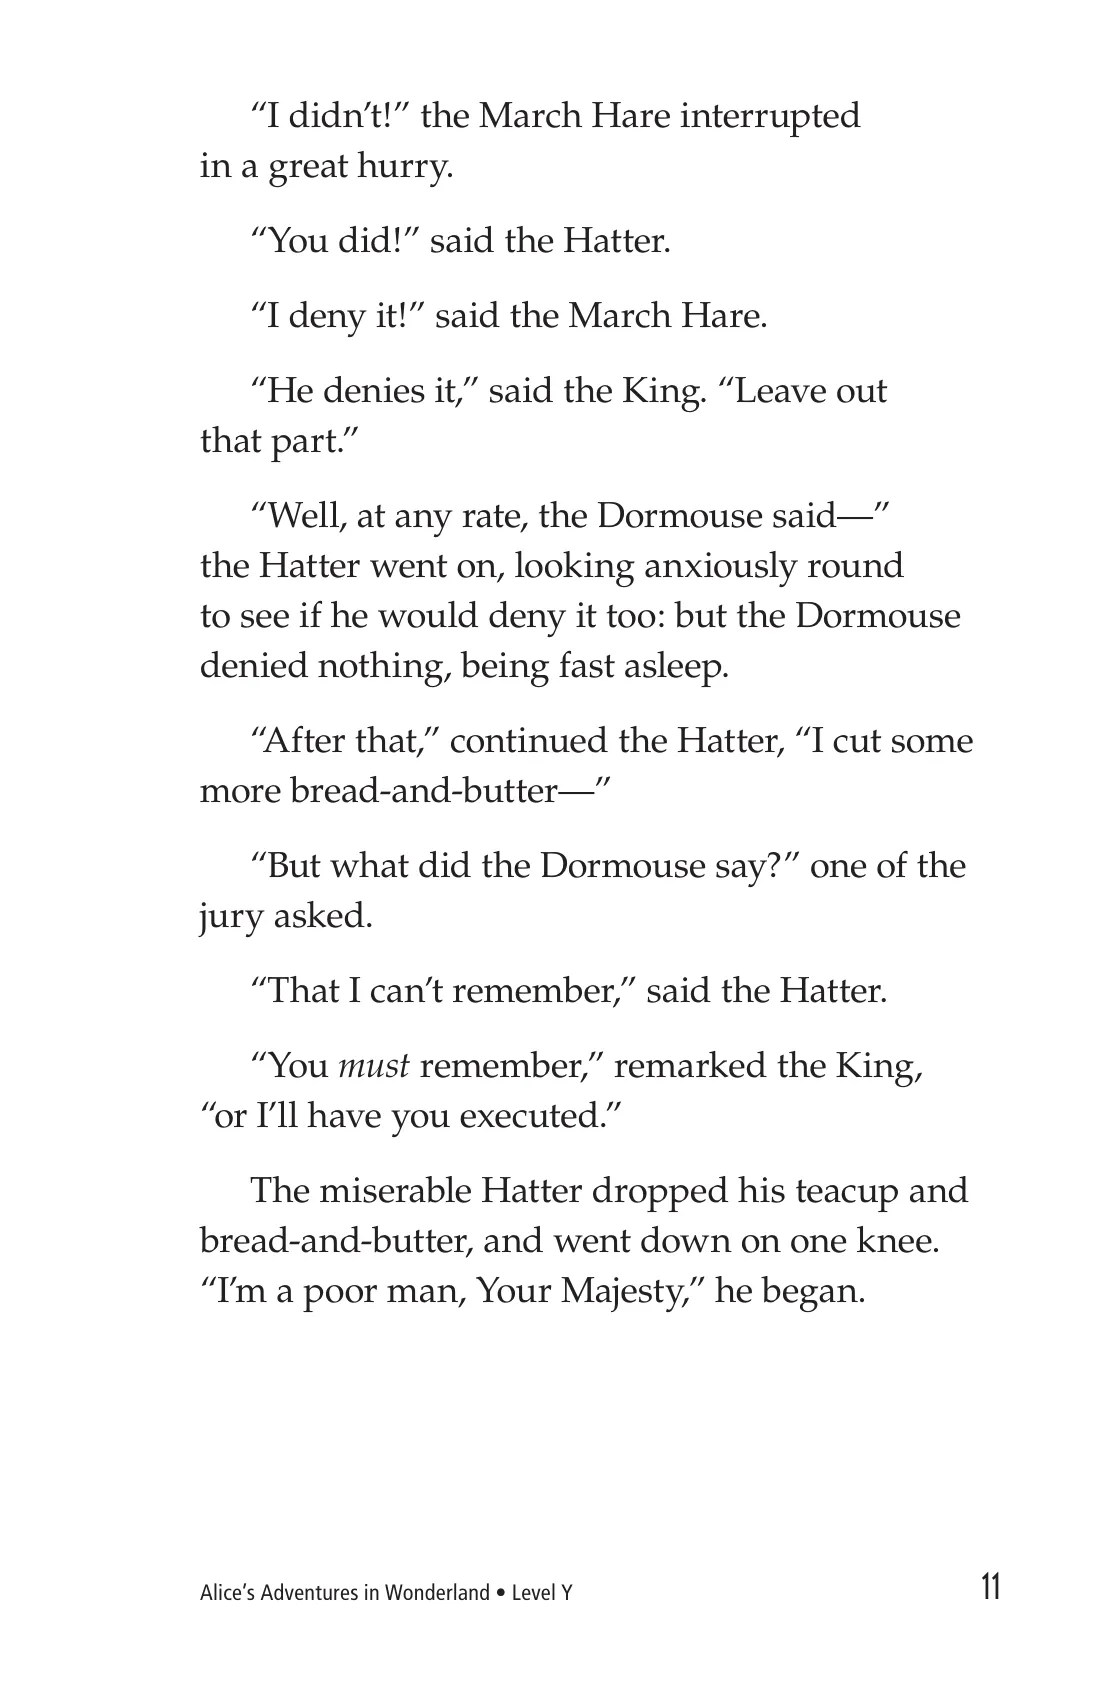 “I didn’t!” the March Hare interrupted
in a great hurry.
“You did!” said the Hatter.
“I deny it!” said the March Hare.
“He denies it,” said the King. “Leave out
that part.”
“Well, at any rate, the Dormouse said—”
the Hatter went on, looking anxiously round
to see if he would deny it too: but the Dormouse
denied nothing, being fast asleep.
“After that,” continued the Hatter, “I cut some
more bread-and-butter—”
“But what did the Dormouse say?” one of the
jury asked.
“That I can’t remember,” said the Hatter.
“You must remember,” remarked the King,
“or I’ll have you executed.”
The miserable Hatter dropped his teacup and
bread-and-butter, and went down on one knee.
“I’m a poor man, Your Majesty,” he began.
Alice’s Adventures in Wonderland • Level Y
11